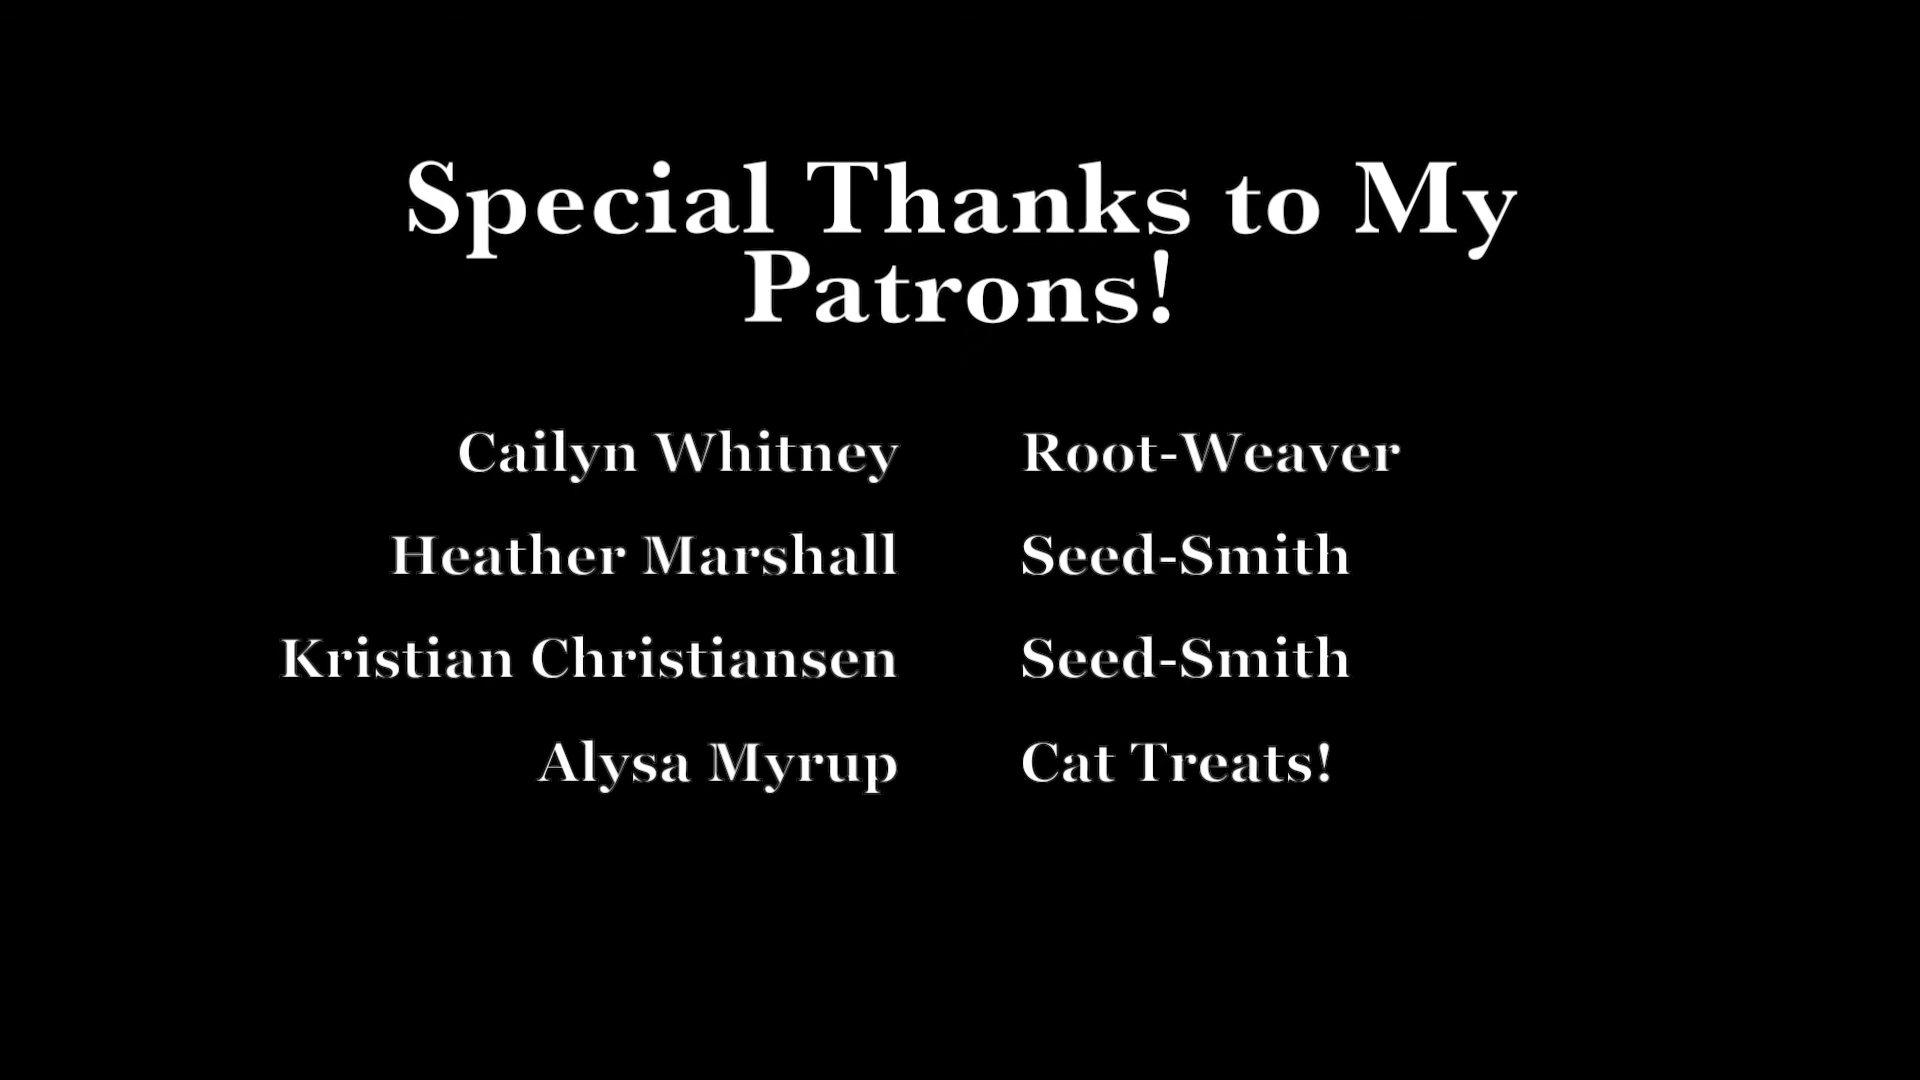 Special Thanks to My
Patrons!
Cailyn Whitney Root-Weaver
Heather Marshall Seed-Smith
Kristian Christiansen Seed-Smith
Alysa Myrup Cat Treats!